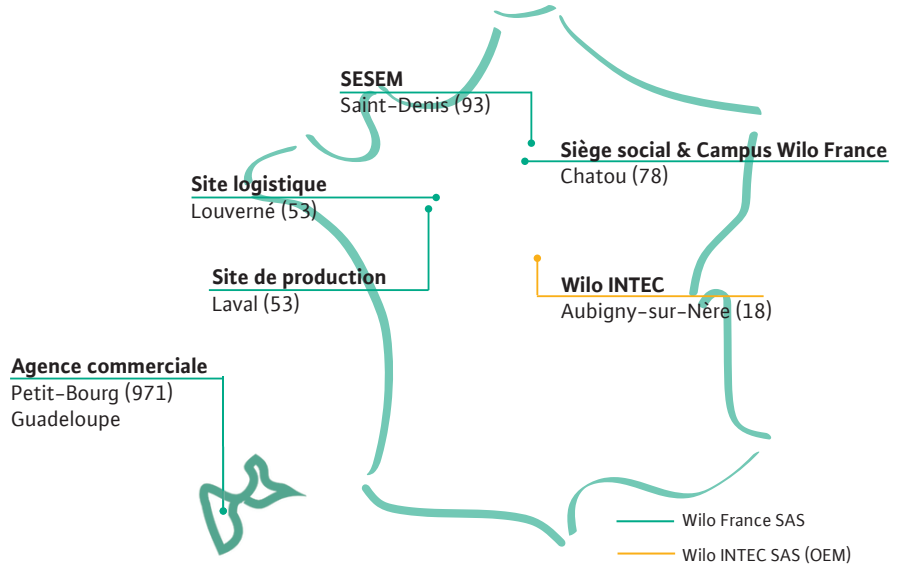 SESEM
Saint-Denis (93)
Siège social & Campus Wilo France
Chatou (78)
Site logistique
Louverné (53)
Site de production
Laval (53)
Wilo INTEC
Aubigny-sur-Nère (18)
Agence commerciale
Petit-Bourg (971)
Guadeloupe
Wilo France SAS
Wilo INTEC SAS (OEM)